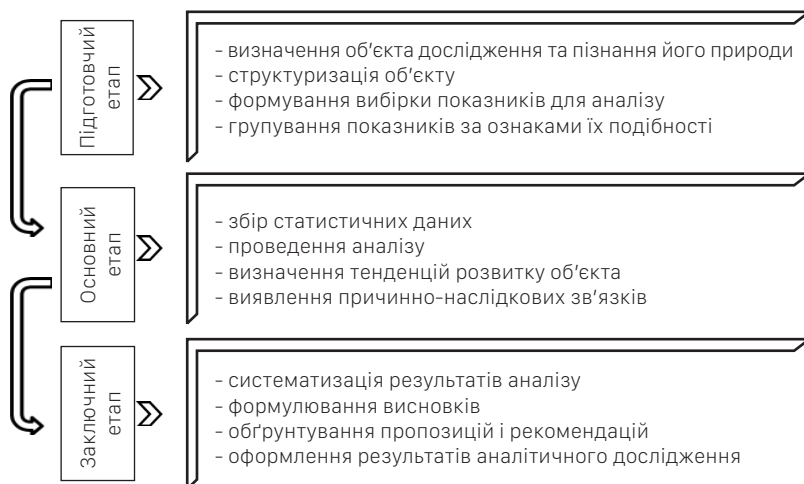 Підготовчий
етап
- визначення об'єкта дослідження та пізнання його природи
- структуризація об'єкту
- формування вибірки показників для аналізу
- групування показників за ознаками їх подібності
Основний
етап
- збір статистичних даних
- проведення аналізу
- визначення тенденцій розвитку об'єкта
- виявлення причинно-наслідкових зв'язків
Заключний
етап
- систематизація результатів аналізу
- формулювання висновків
- обґрунтування пропозицій і рекомендацій
- оформлення результатів аналітичного дослідження